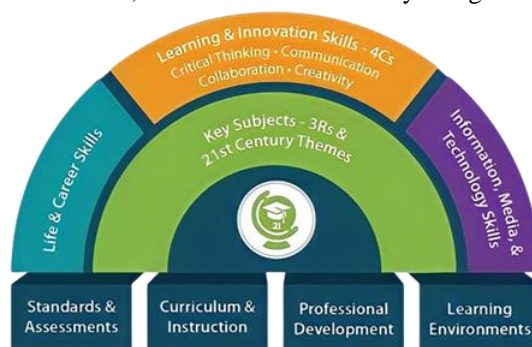 Learning & Innovation Skills - 4Cs
Critical Thinking • Communication
Collaboration • Creativity
Key Subjects - 3Rs &
21st Century Themes
Life & Career Skills
Information, Media, &
Technology Skills
21
Standards &
Assessments
Curriculum &
Instruction
Professional
Development
Learning
Environments